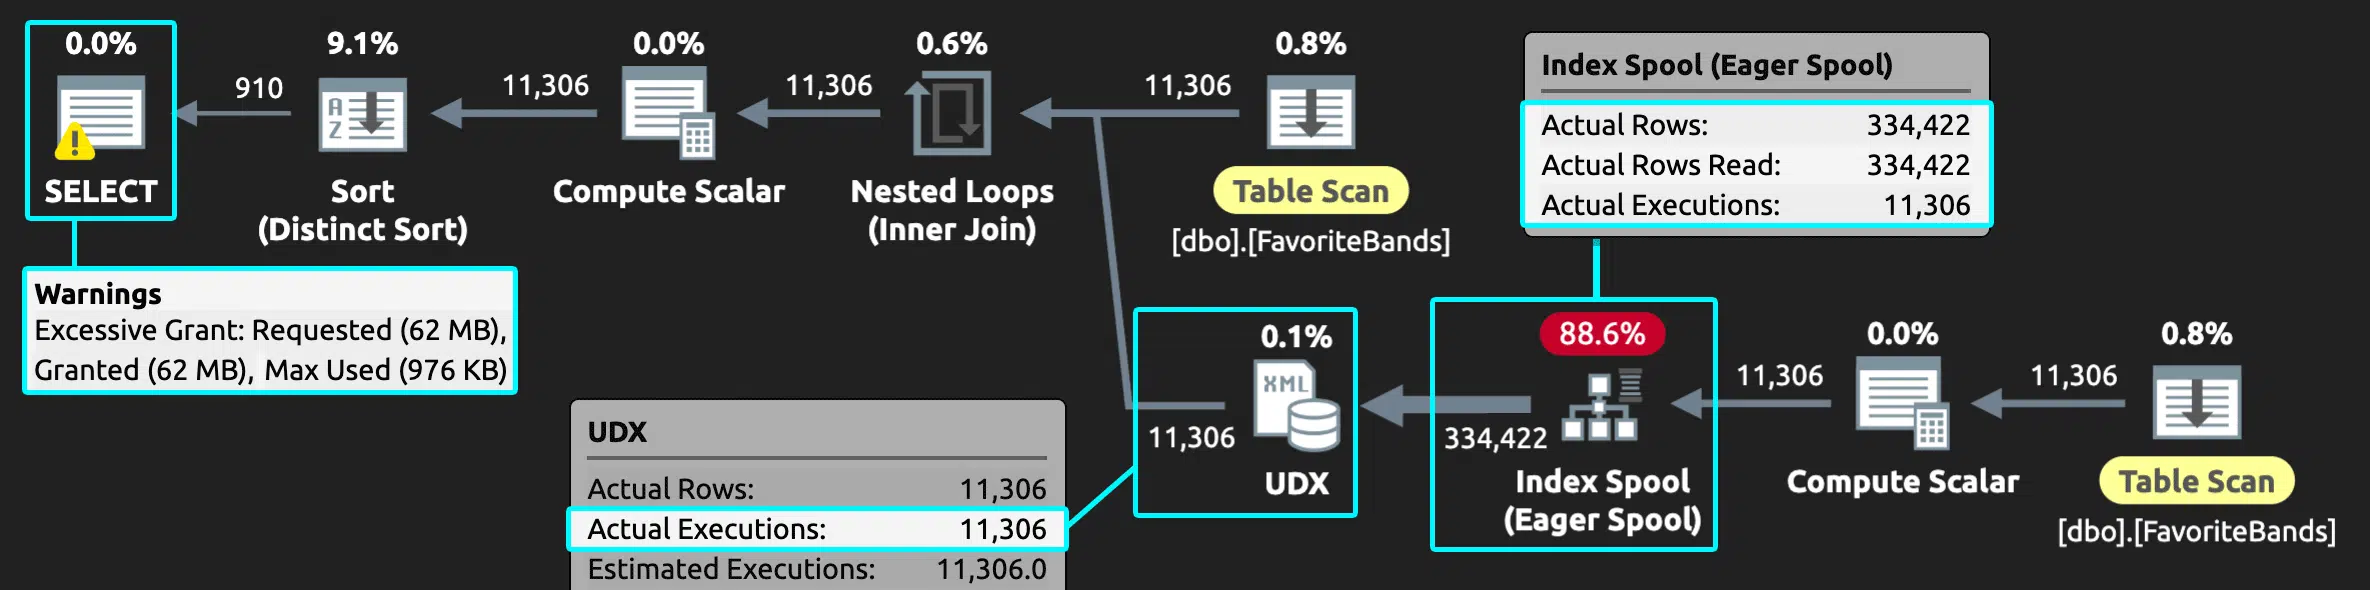 0.0%
SELECT
910
9.1%
A
Z
Sort
(Distinct Sort)
11,306
0.0%
Compute Scalar
11,306
0.6%
Nested Loops
(Inner Join)
11,306
0.8%
Table Scan
[dbo].[FavoriteBands]
Index Spool (Eager Spool)
Actual Rows: 334,422
Actual Rows Read: 334,422
Actual Executions: 11,306
Warnings
Excessive Grant: Requested (62 MB),
Granted (62 MB), Max Used (976 KB)
UDX
Actual Rows: 11,306
Actual Executions: 11,306
Estimated Executions: 11,306.0
11,306
0.1%
XML
UDX
334,422
88.6%
Index Spool
(Eager Spool)
11,306
0.0%
Compute Scalar
11,306
0.8%
Table Scan
[dbo].[FavoriteBands]